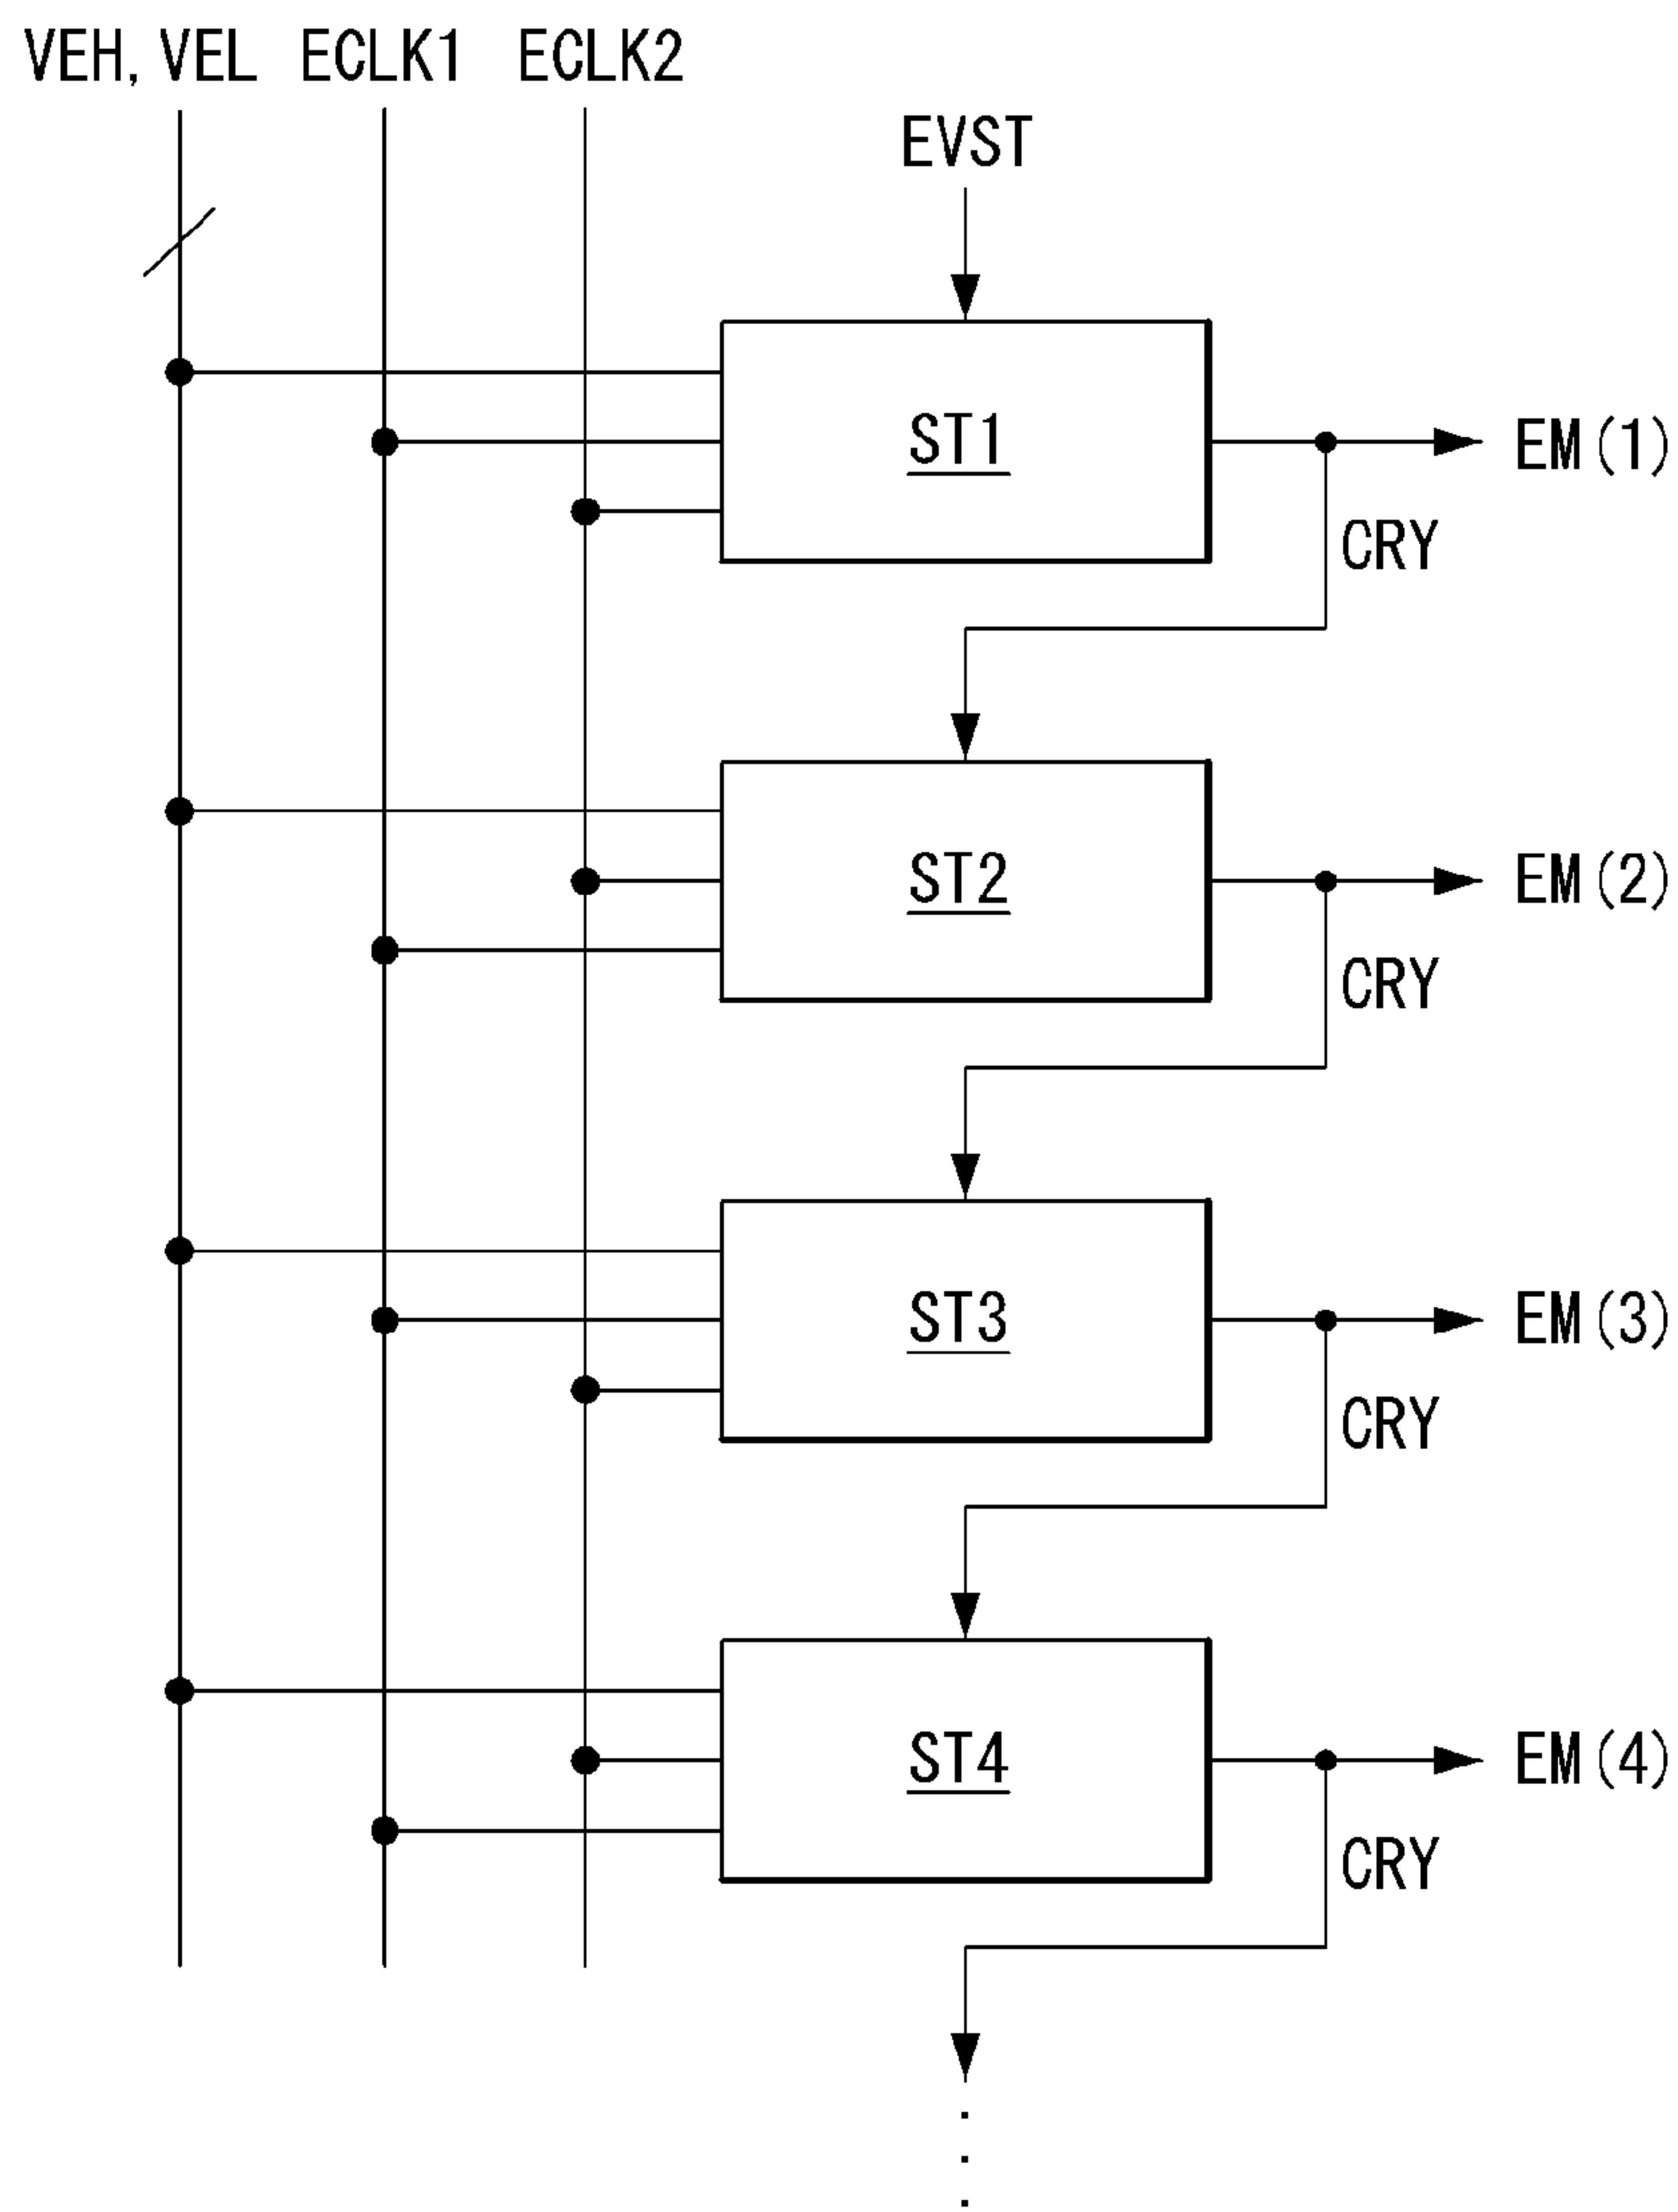 VEH, VEL ECLK1 ECLK2
EVST
ST1
EM(1)
CRY
ST2
EM(2)
CRY
ST3
EM(3)
CRY
ST4
EM(4)
CRY